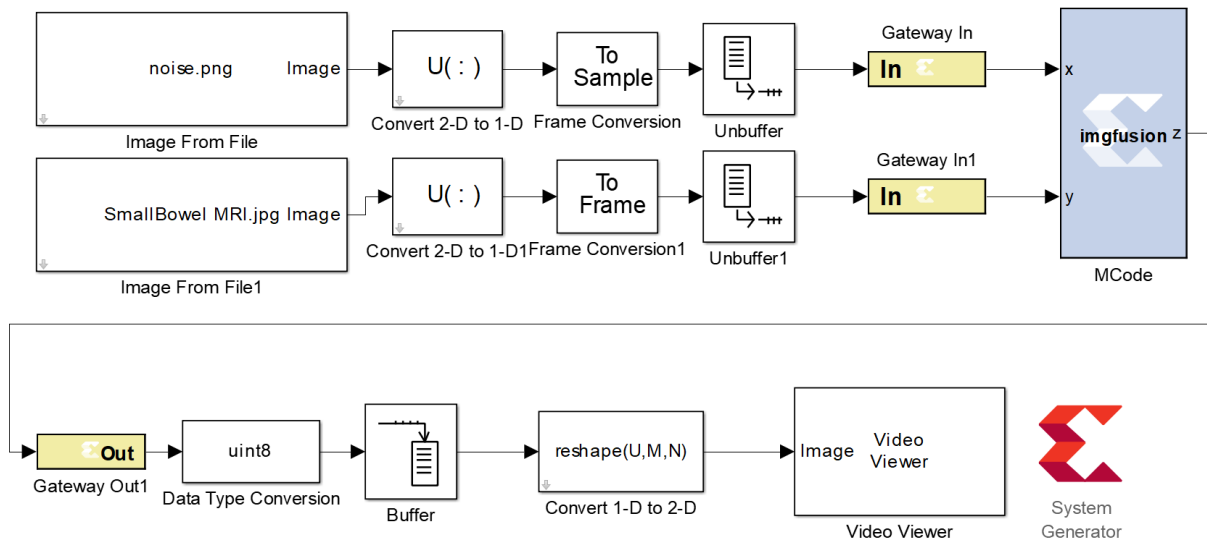 noise.png Image
U( : )
To
Sample
Gateway In
In
x
Image From File
Convert 2-D to 1-D
Frame Conversion
Unbuffer
imgfusion z
SmallBowel MRI.jpg Image
U( : )
To
Frame
Gateway In1
In
y
Image From File1
Convert 2-D to 1-D1
Frame Conversion1
Unbuffer1
MCode
Out
Gateway Out1
uint8
Data Type Conversion
Buffer
reshape(U,M,N)
Convert 1-D to 2-D
Image
Video
Viewer
Video Viewer
System
Generator